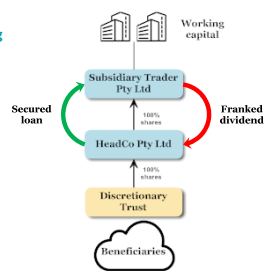 g
Working
capital
Subsidiary Trader
Pty Ltd
Secured
loan
Franked
dividend
100%
shares
HeadCo Pty Ltd
100%
shares
Discretionary
Trust
Beneficiaries